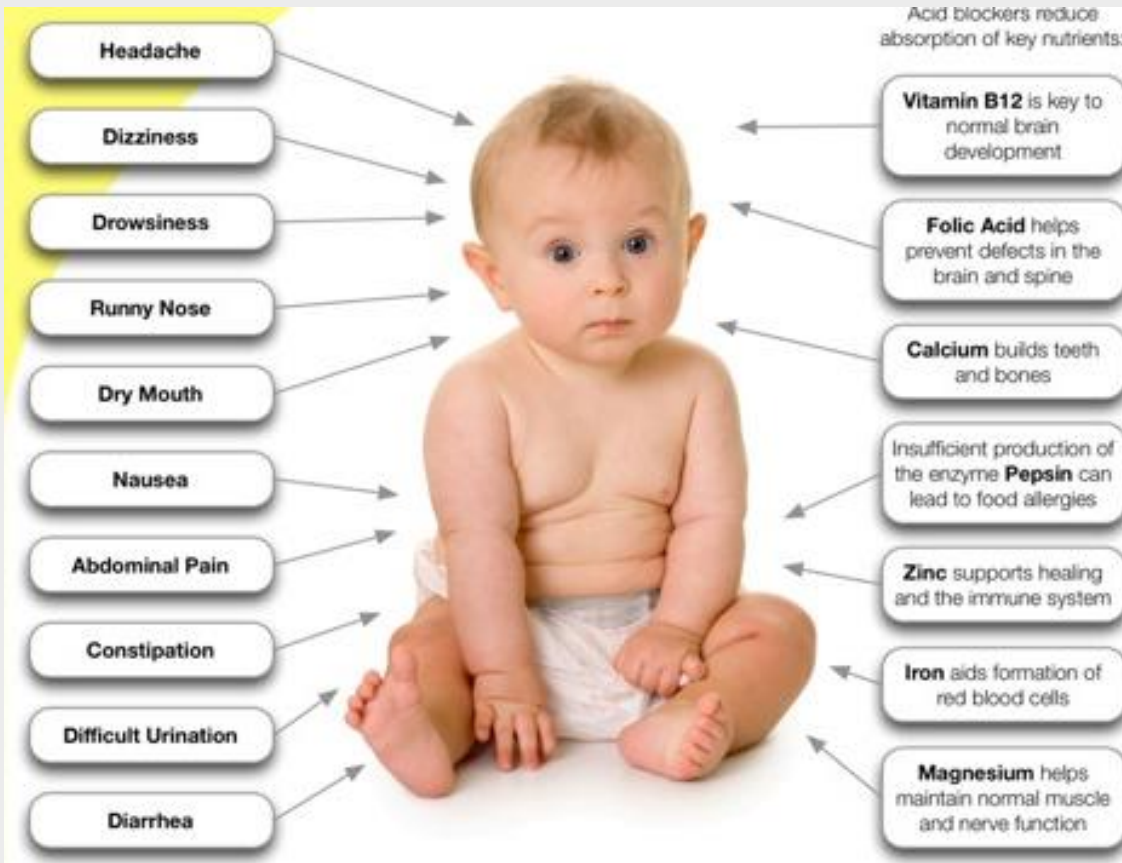 Headache
Dizziness
Drowsiness
Runny Nose
Dry Mouth
Nausea
Abdominal Pain
Constipation
Difficult Urination
Diarrhea
Acid blockers reduce
absorption of key nutrients:
Vitamin B12 is key to
normal brain
development
Folic Acid helps
prevent defects in the
brain and spine
Calcium builds teeth
and bones
Insufficient production of
the enzyme Pepsin can
lead to food allergies
Zinc supports healing
and the immune system
Iron aids formation of
red blood cells
Magnesium helps
maintain normal muscle
and nerve function